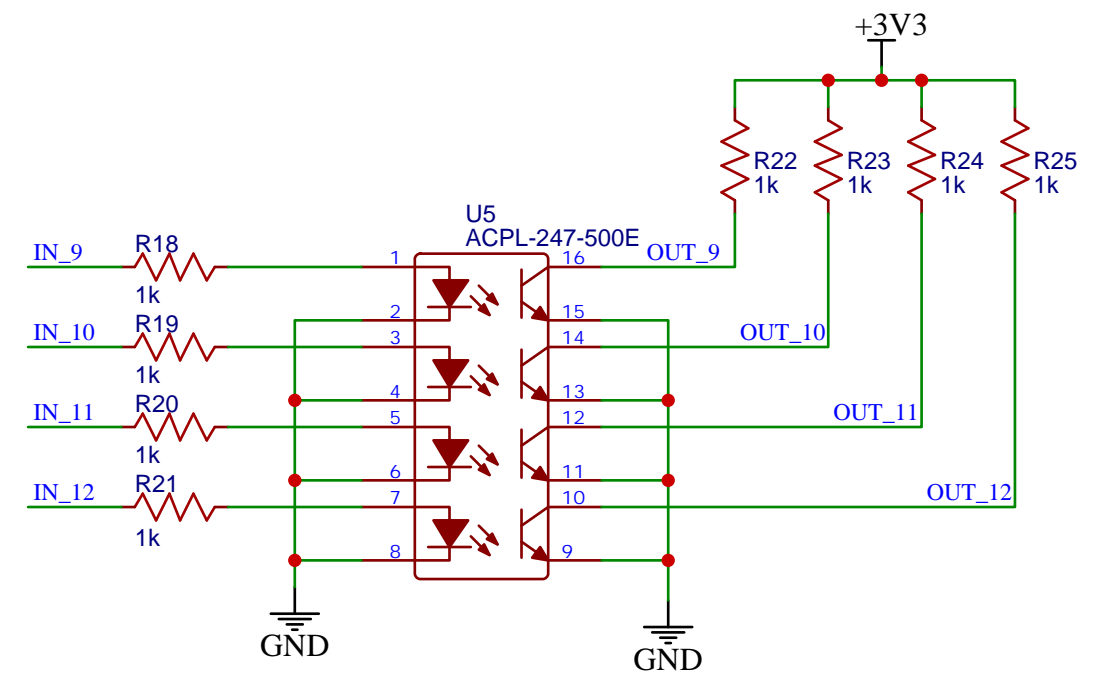 +3V3
R22
1k
R23
1k
R24
1k
R25
1k
U5
ACPL-247-500E
IN_9
R18
1k
1
16
OUT_9
2
15
IN_10
R19
1k
3
14
OUT_10
4
13
IN_11
R20
1k
5
12
OUT_11
6
11
IN_12
R21
1k
7
10
OUT_12
8
9
GND
GND